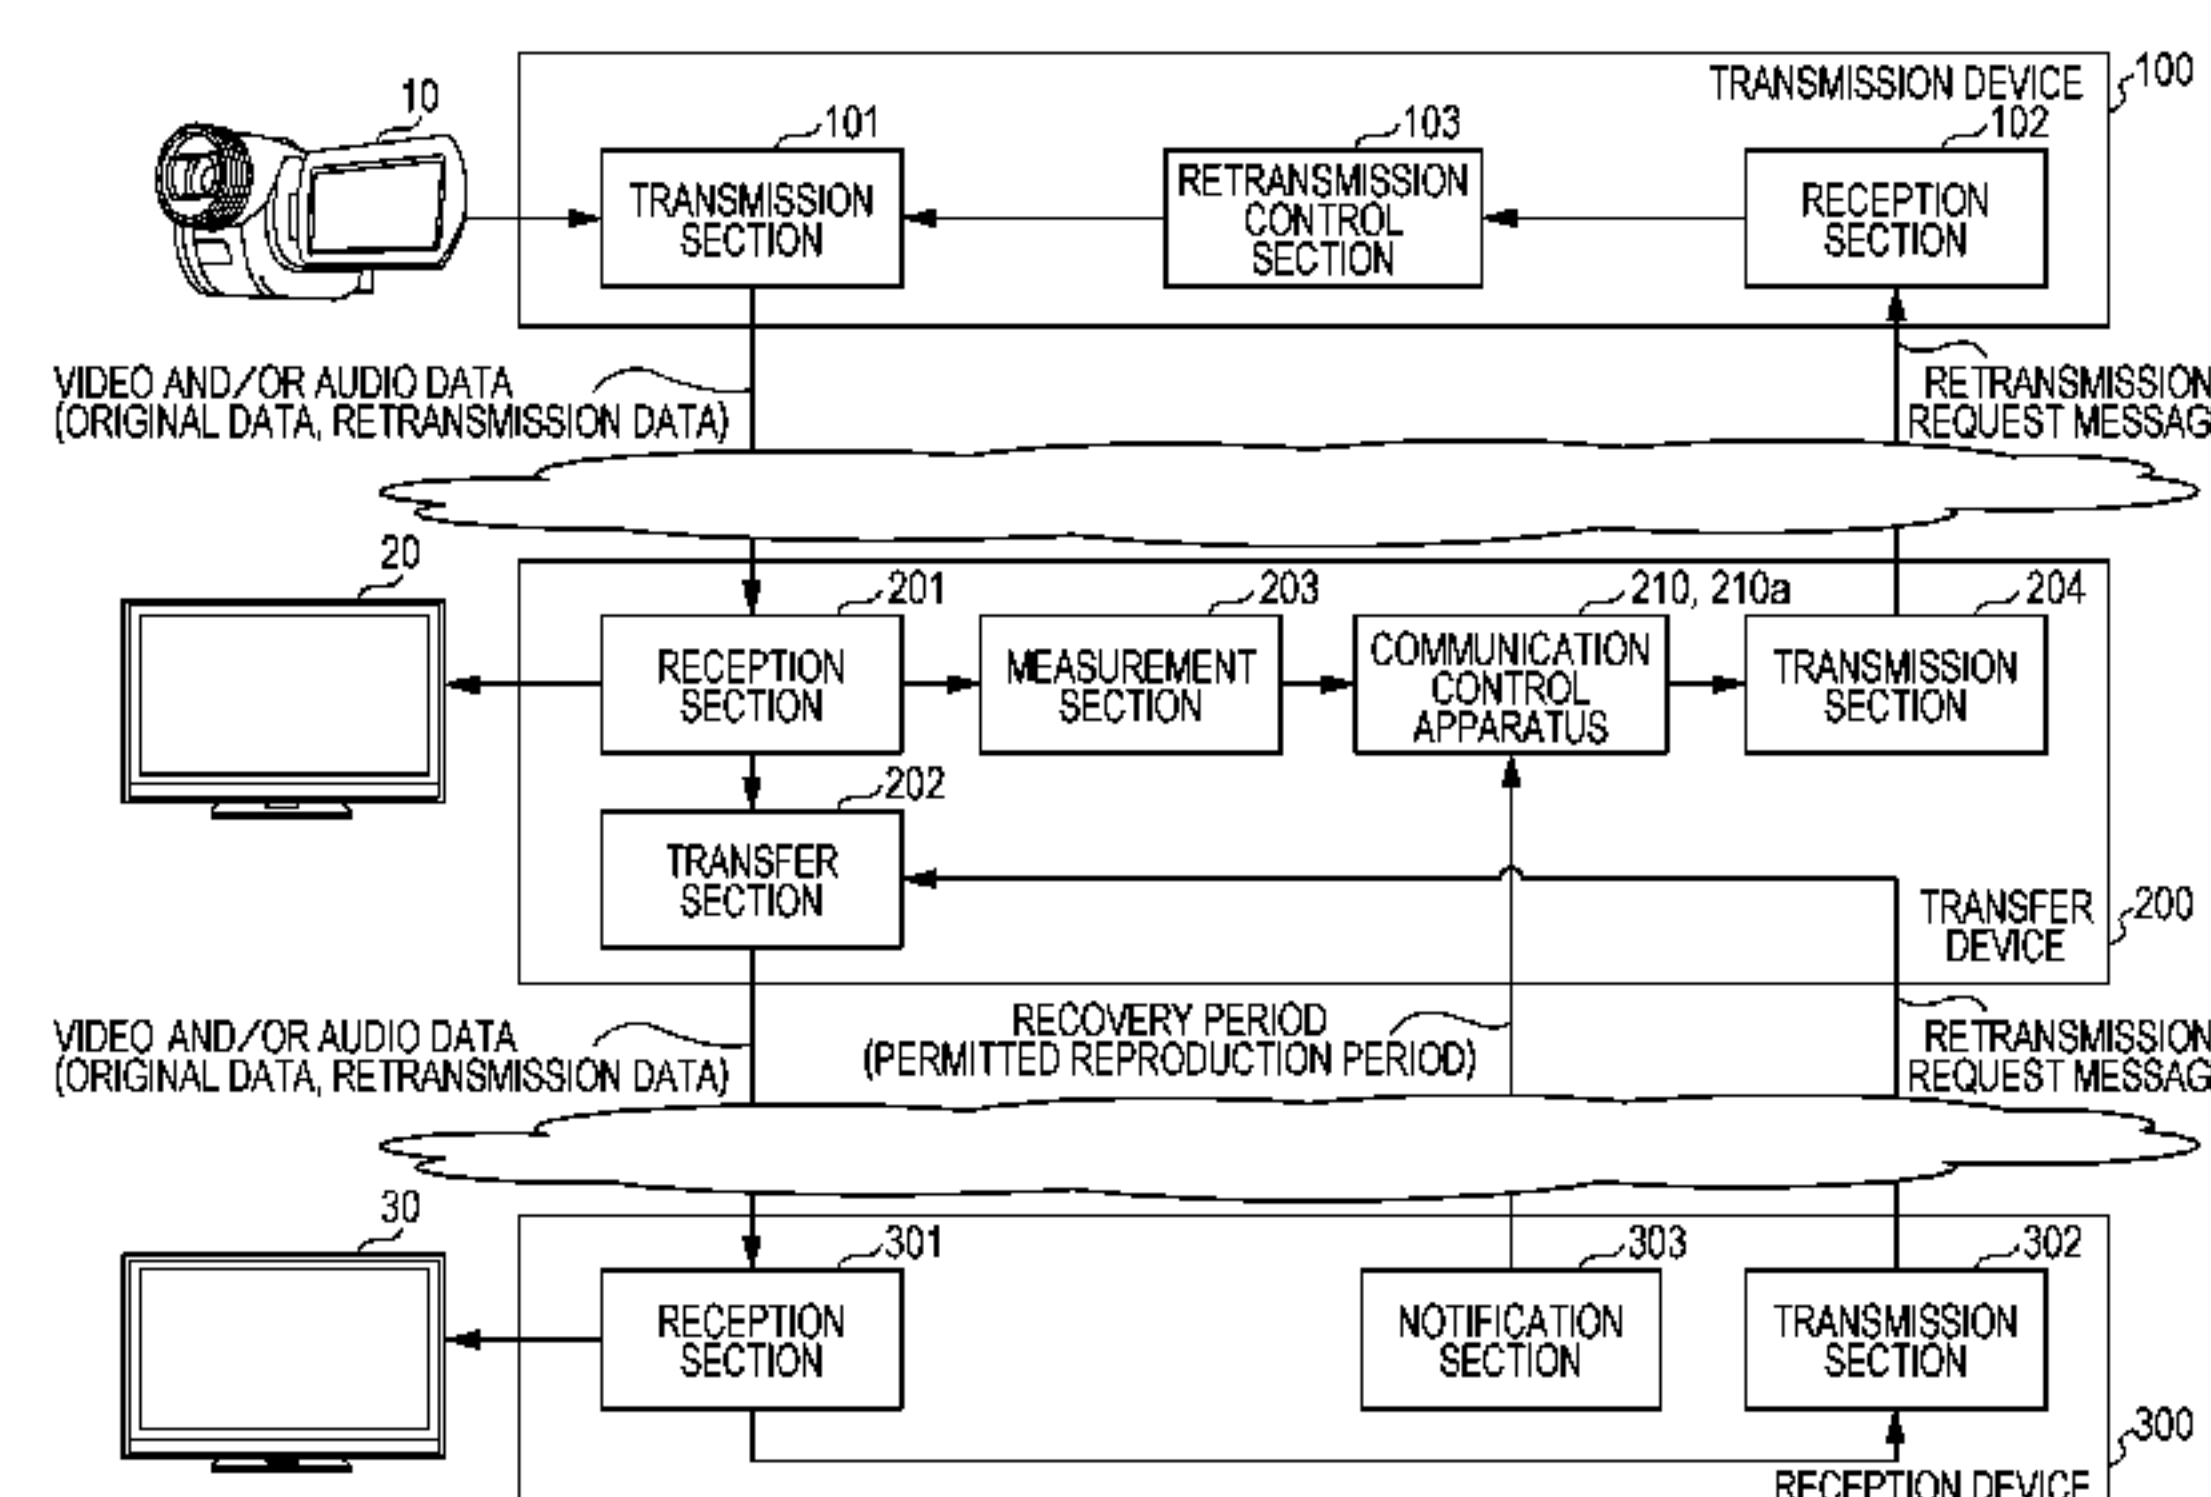 TRANSMISSION DEVICE
100
10
101
103
102
TRANSMISSION
SECTION
RETRANSMISSION
CONTROL
SECTION
RECEPTION
SECTION
VIDEO AND/OR AUDIO DATA
(ORIGINAL DATA, RETRANSMISSION DATA)
RETRANSMISSION
REQUEST MESSAG
20
201
203
210, 210a
204
RECEPTION
SECTION
MEASUREMENT
SECTION
COMMUNICATION
CONTROL
APPARATUS
TRANSMISSION
SECTION
202
TRANSFER
SECTION
TRANSFER
DEVICE
200
VIDEO AND/OR AUDIO DATA
(ORIGINAL DATA, RETRANSMISSION DATA)
RECOVERY PERIOD
(PERMITTED REPRODUCTION PERIOD)
RETRANSMISSION
REQUEST MESSAG
30
301
303
302
RECEPTION
SECTION
NOTIFICATION
SECTION
TRANSMISSION
SECTION
300
RECEPTION DEVICE